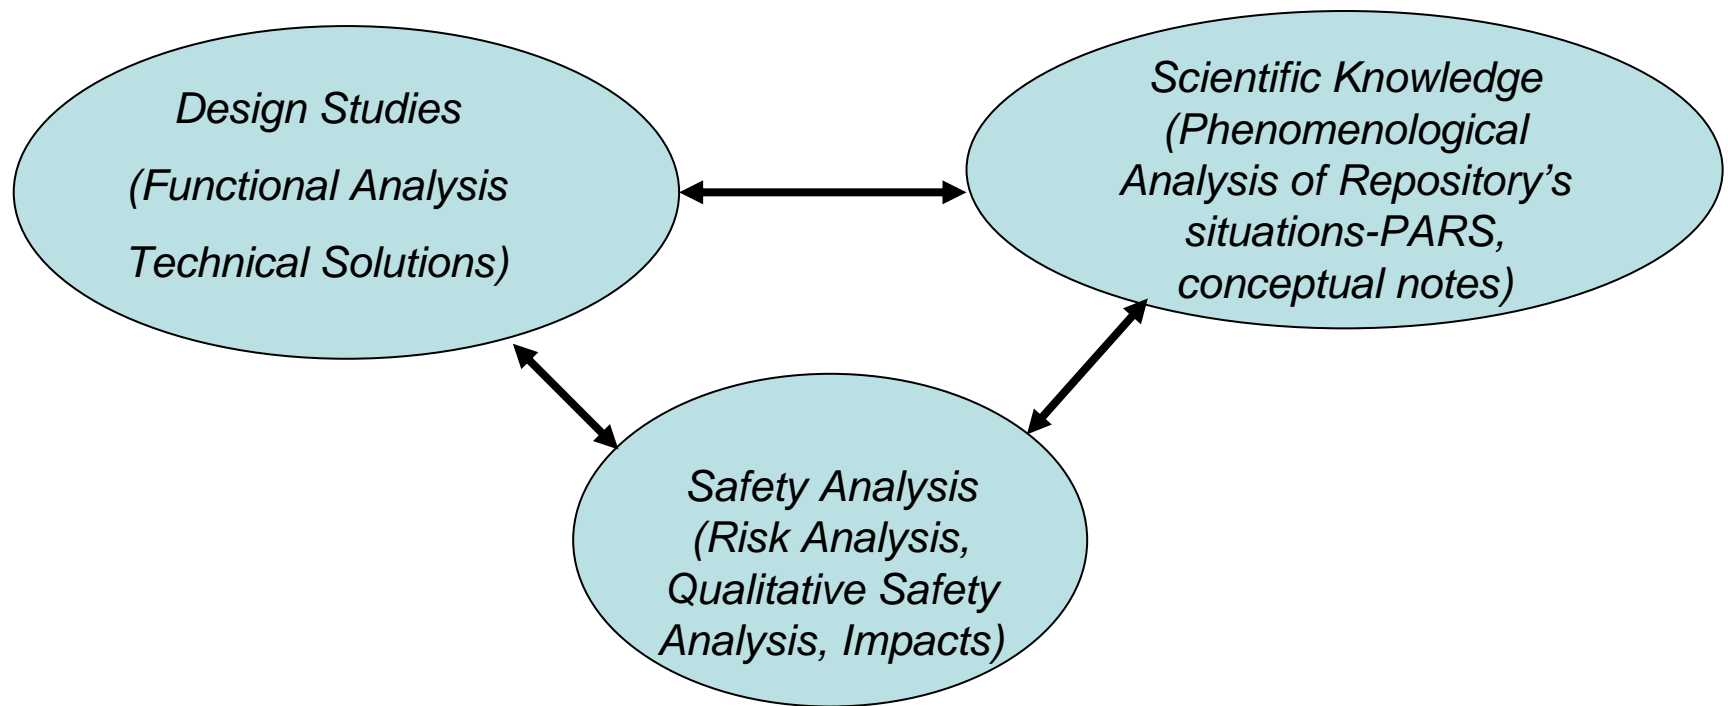 Design Studies
(Functional Analysis
Technical Solutions)
Scientific Knowledge
(Phenomenological
Analysis of Repository’s
situations-PARS,
conceptual notes)
Safety Analysis
(Risk Analysis,
Qualitative Safety
Analysis, Impacts)